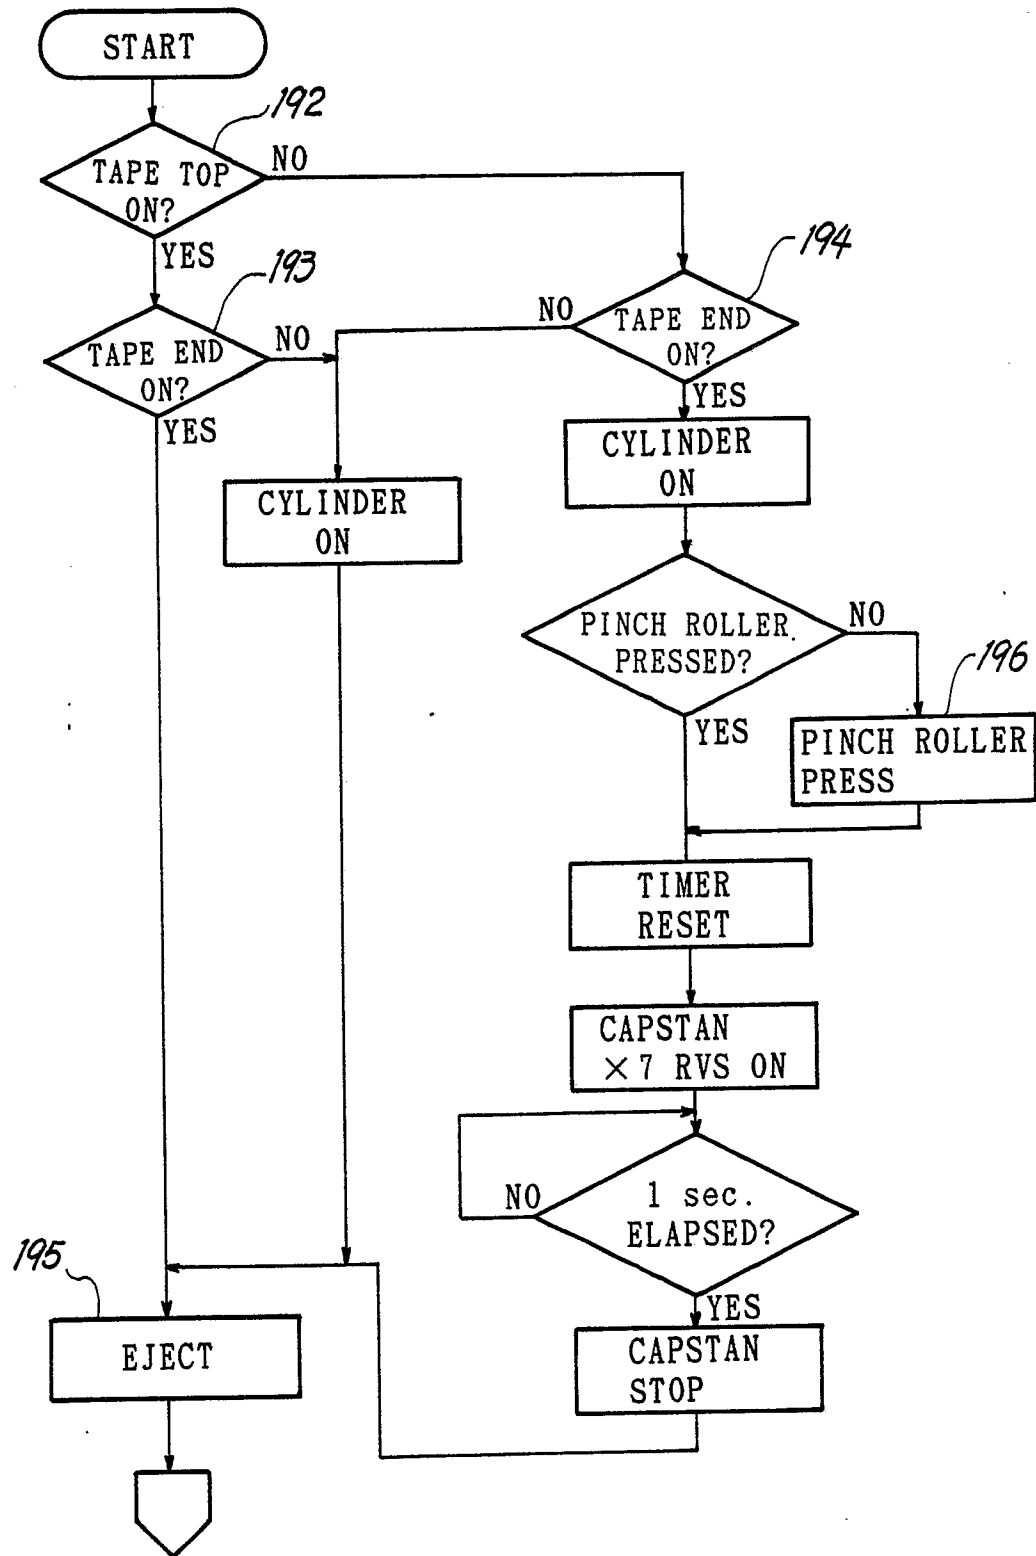 START
192
TAPE TOP
ON?
NO
YES
193
TAPE END
ON?
NO
YES
194
NO
TAPE END
ON?
YES
CYLINDER
ON
CYLINDER
ON
PINCH ROLLER
PRESSED?
NO
YES
196
PINCH ROLLER
PRESS
TIMER
RESET
CAPSTAN
×7 RVS ON
NO
1 sec.
ELAPSED?
YES
195
EJECT
CAPSTAN
STOP